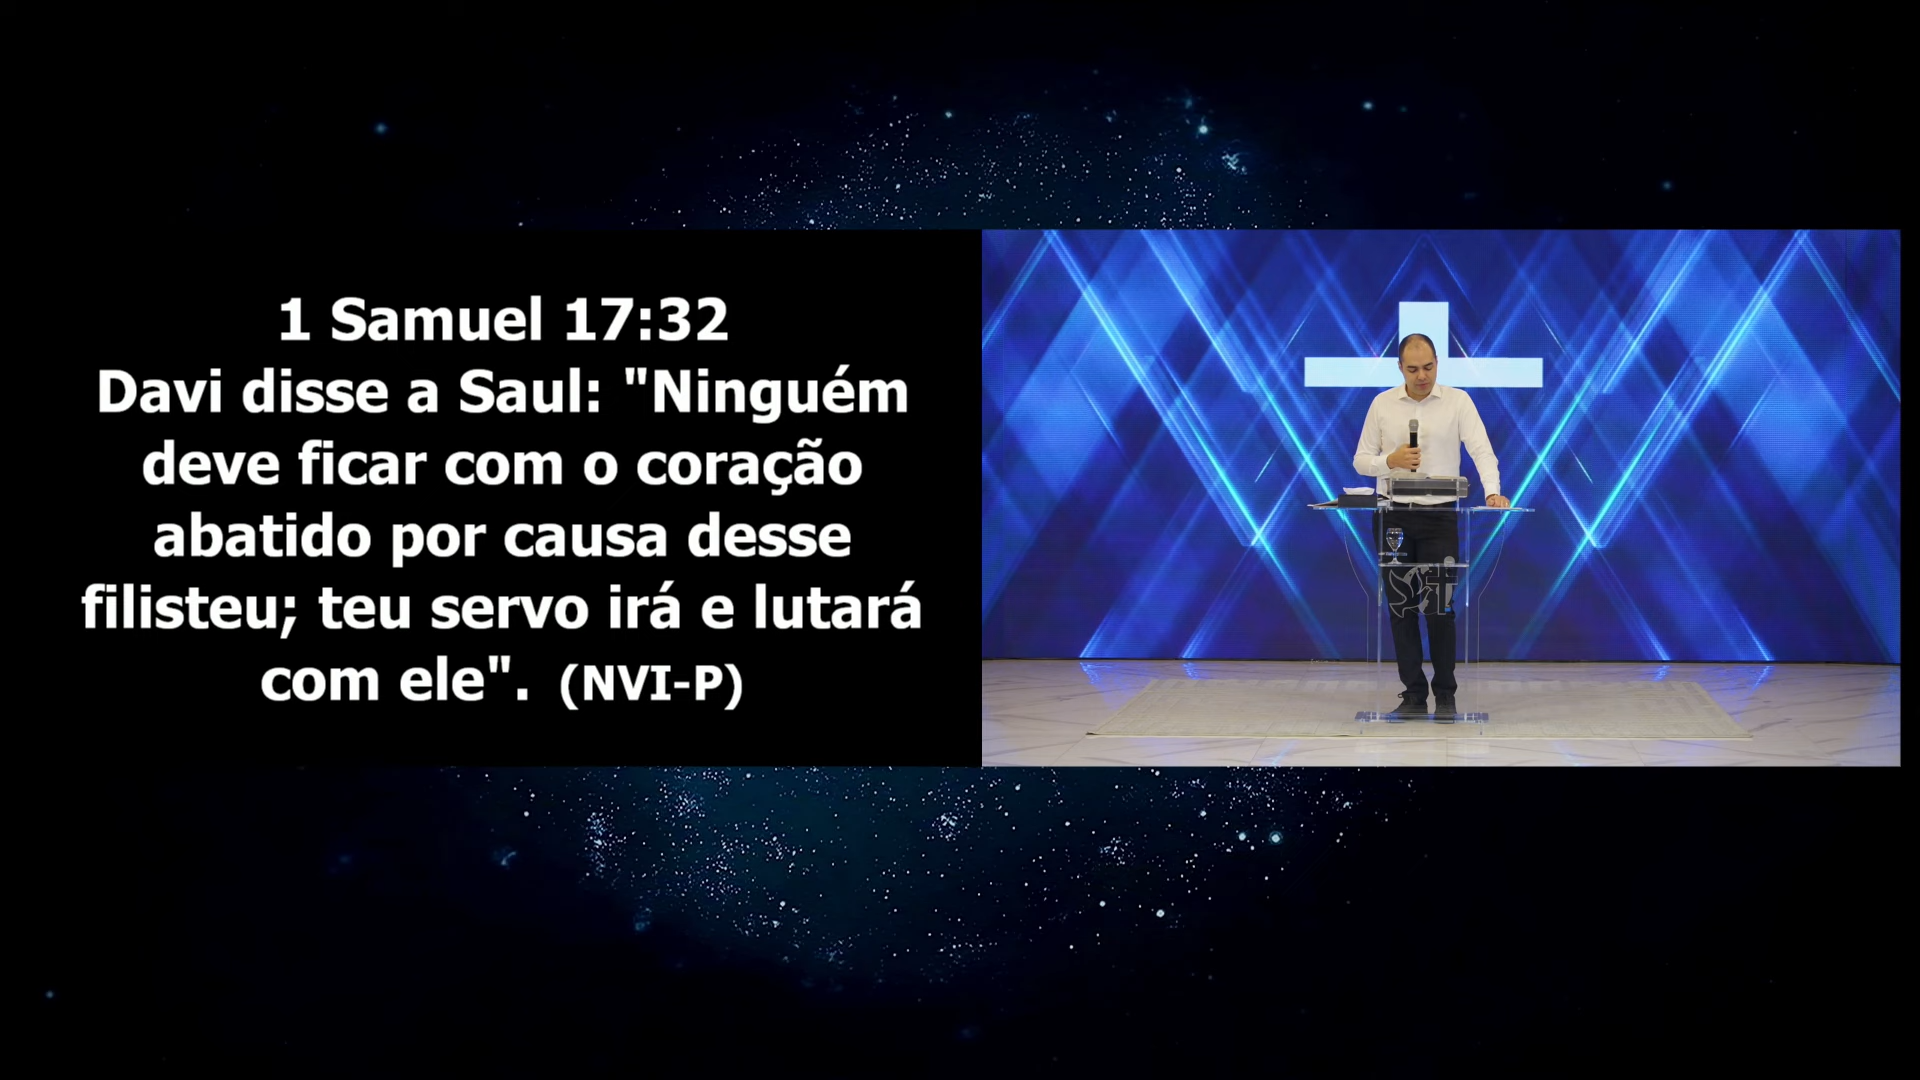 1 Samuel 17:32
Davi disse a Saul: "Ninguém
deve ficar com o coração
abatido por causa desse
filisteu; teu servo irá e lutará
com ele". (NVI-P)